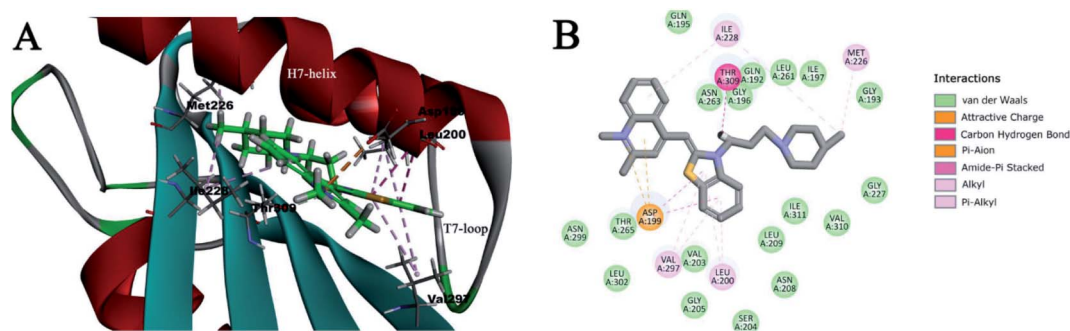 A
H7-helix
Met226
Leu200
Thr309
T7-loop
Val297
B
GLN
A:195
ILE
A:228
MET
A:226
THR
A:309
GLN
A:192
LEU
A:261
ILE
A:197
ASN
A:263
GLY
A:196
GLY
A:193
ASP
A:199
THR
A:265
ASN
A:299
GLY
A:227
ILE
A:311
VAL
A:310
LEU
A:209
VAL
A:297
VAL
A:203
LEU
A:200
LEU
A:302
ASN
A:208
GLY
A:205
SER
A:204
Interactions
van der Waals
Attractive Charge
Carbon Hydrogen Bond
Pi-Aion
Amide-Pi Stacked
Alkyl
Pi-Alkyl